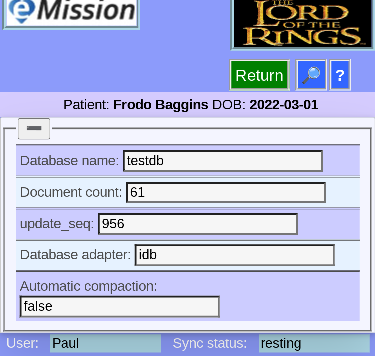 eMission
THE
LORD
OF THE
RINGS
Return 🔎 ?
Patient: Frodo Baggins DOB: 2022-03-01
Database name: testdb
Document count: 61
update_seq: 956
Database adapter: idb
Automatic compaction:
false
User: Paul Sync status: resting